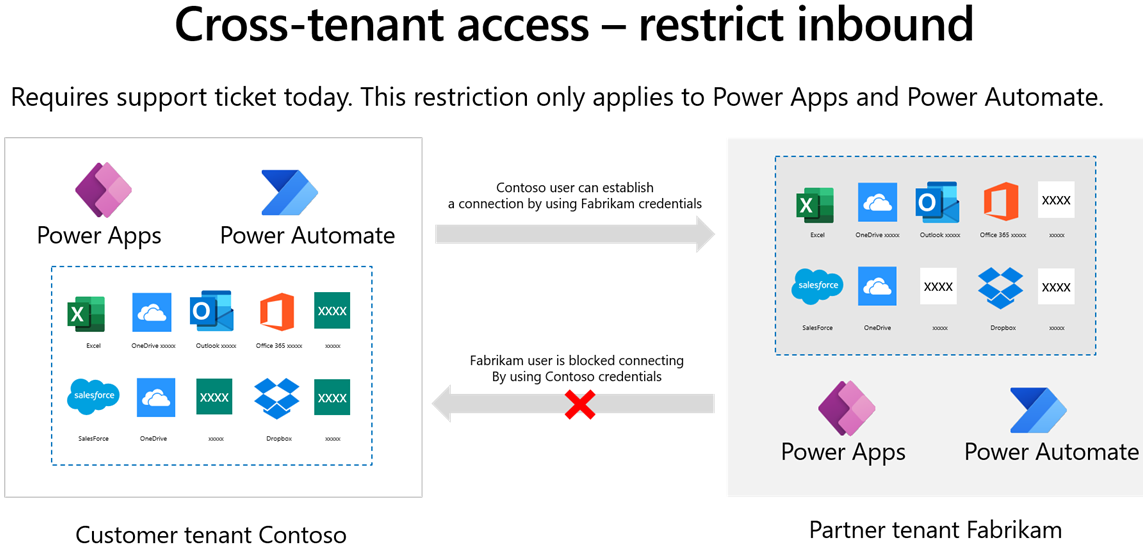 Cross-tenant access – restrict inbound
Requires support ticket today. This restriction only applies to Power Apps and Power Automate.
Power Apps
Power Automate
X
O
XXXX
Excel
OneDrive xxxxx
Outlook xxxxx
Office 365 xxxxx
xxxxx
salesforce
XXXX
XXXX
SalesForce
OneDrive
xxxxx
Dropbox
xxxxx
Customer tenant Contoso
Contoso user can establish
a connection by using Fabrikam credentials
Fabrikam user is blocked connecting
By using Contoso credentials
X
O
XXXX
Excel
OneDrive xxxxx
Outlook xxxxx
Office 365 xxxxx
xxxxx
salesforce
XXXX
XXXX
SalesForce
OneDrive
xxxxx
Dropbox
xxxxx
Power Apps
Power Automate
Partner tenant Fabrikam